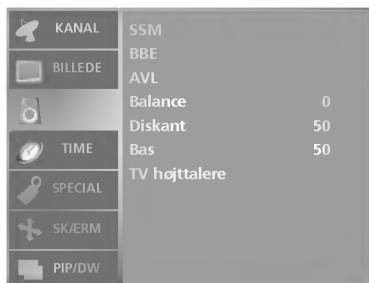 KANAL
BILLEDE
TIME
SPECIAL
SKÆRM
PIP/DW
SSM
BBE
AVL
Balance 0
Diskant 50
Bas 50
TV højttalere